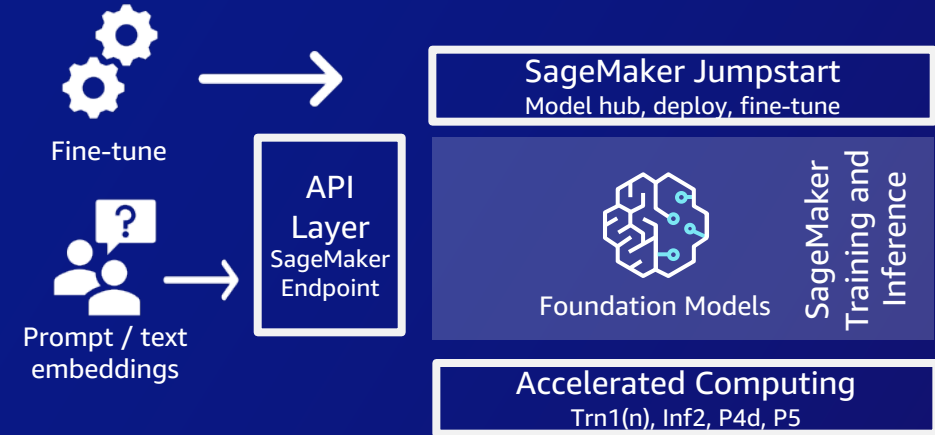 Fine-tune
SageMaker Jumpstart
Model hub, deploy, fine-tune
?
Prompt / text
embeddings
API
Layer
SageMaker
Endpoint
Foundation Models
SageMaker
Training and
Inference
Accelerated Computing
Trn1(n), Inf2, P4d, P5